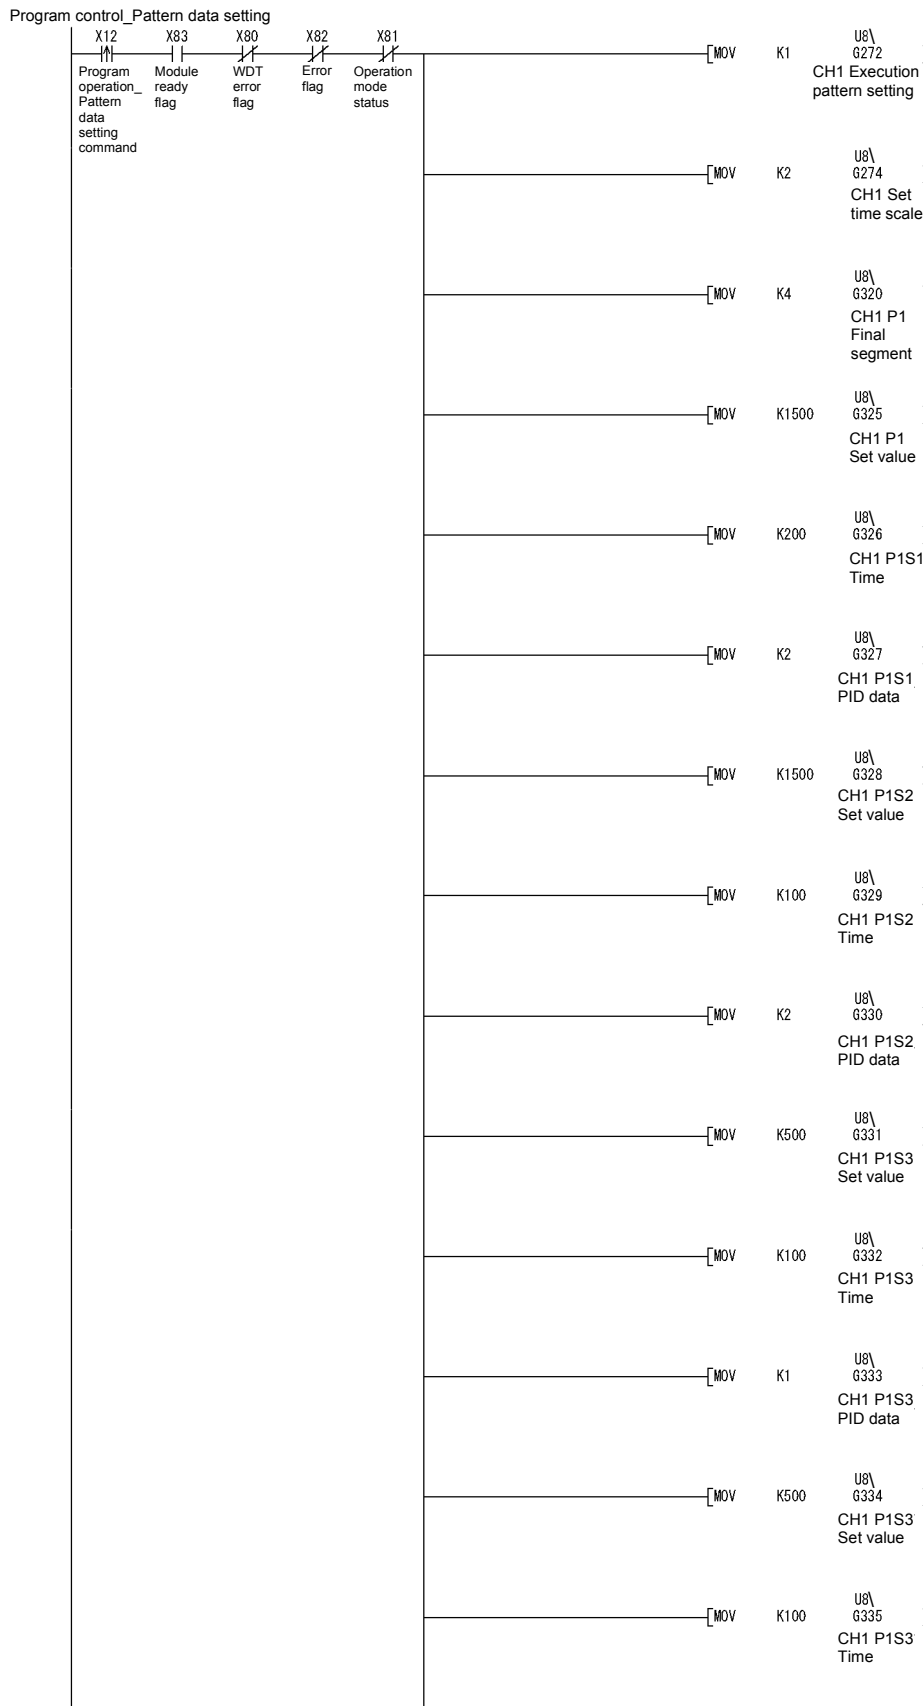 Program control_Pattern data setting
X12 X83 X80 X82 X81
Program operation_ Pattern data setting command
Module ready flag
WDT error flag
Error flag
Operation mode status
MOV K1 U8\ G272
CH1 Execution pattern setting
MOV K2 U8\ G274
CH1 Set time scale
MOV K4 U8\ G320
CH1 P1 Final segment
MOV K1500 U8\ G325
CH1 P1 Set value
MOV K200 U8\ G326
CH1 P1S1 Time
MOV K2 U8\ G327
CH1 P1S1 PID data
MOV K1500 U8\ G328
CH1 P1S2 Set value
MOV K100 U8\ G329
CH1 P1S2 Time
MOV K2 U8\ G330
CH1 P1S2 PID data
MOV K500 U8\ G331
CH1 P1S3 Set value
MOV K100 U8\ G332
CH1 P1S3 Time
MOV K1 U8\ G333
CH1 P1S3 PID data
MOV K500 U8\ G334
CH1 P1S3 Set value
MOV K100 U8\ G335
CH1 P1S3 Time